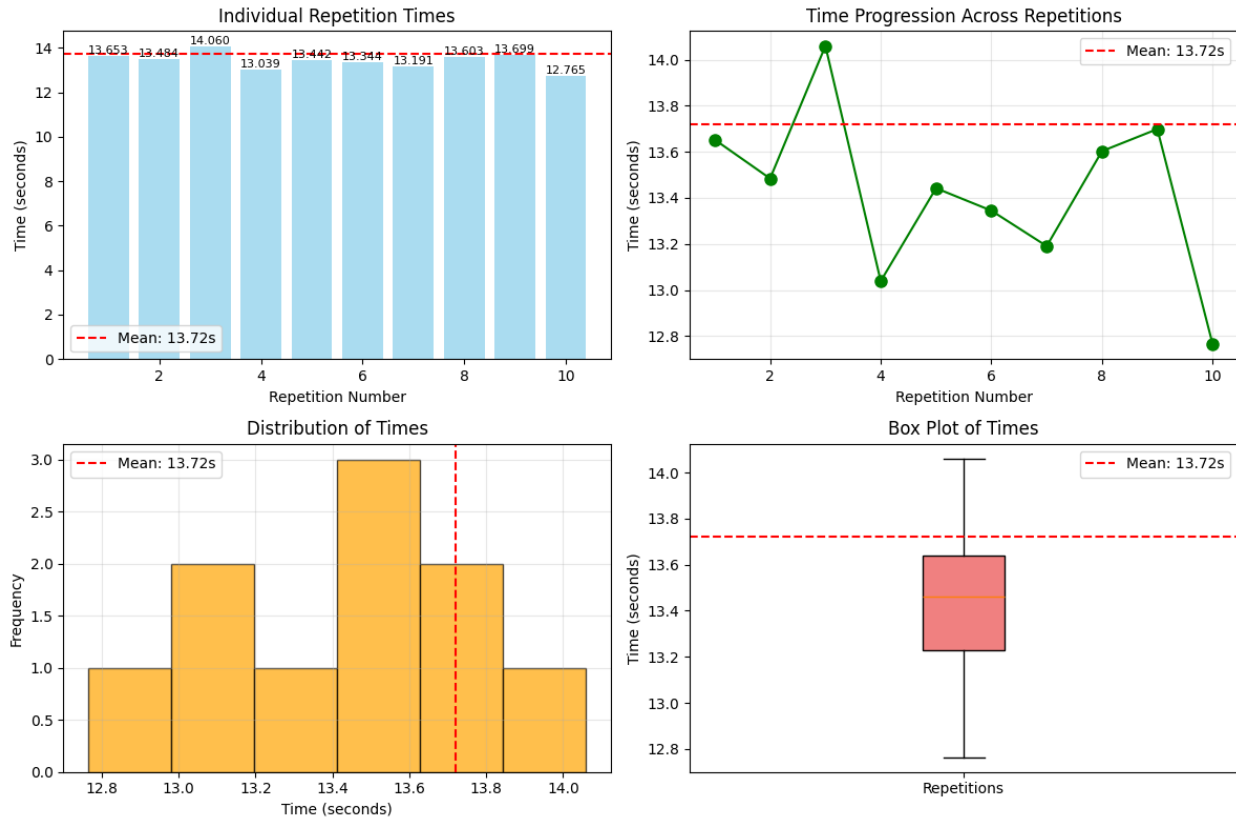 Individual Repetition Times
13.653
13.484
14.060
13.039
13.442
13.344
13.191
13.603
13.699
12.765
14
12
10
8
6
4
2
0
Time (seconds)
Mean: 13.72s
2 4 6 8 10
Repetition Number
Time Progression Across Repetitions
Mean: 13.72s
14.0
13.8
13.6
13.4
13.2
13.0
12.8
Time (seconds)
2 4 6 8 10
Repetition Number
Distribution of Times
Mean: 13.72s
3.0
2.5
2.0
1.5
1.0
0.5
0.0
Frequency
12.8 13.0 13.2 13.4 13.6 13.8 14.0
Time (seconds)
Box Plot of Times
Mean: 13.72s
14.0
13.8
13.6
13.4
13.2
13.0
12.8
Time (seconds)
Repetitions